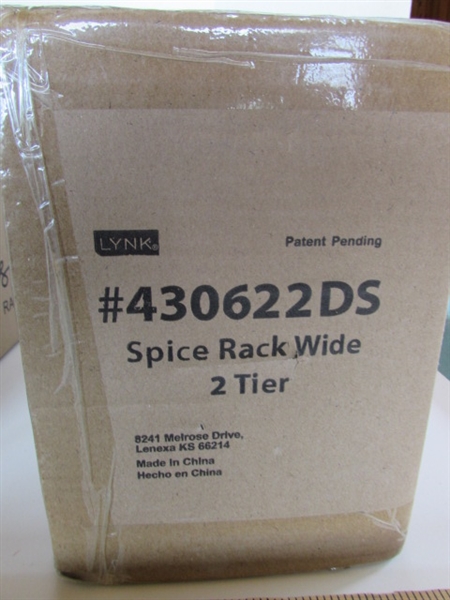 LYNK®
Patent Pending
#430622DS
Spice Rack Wide
2 Tier
8241 Melrose Drive,
Lenexa KS 66214
Made In China
Hecho en China
RA